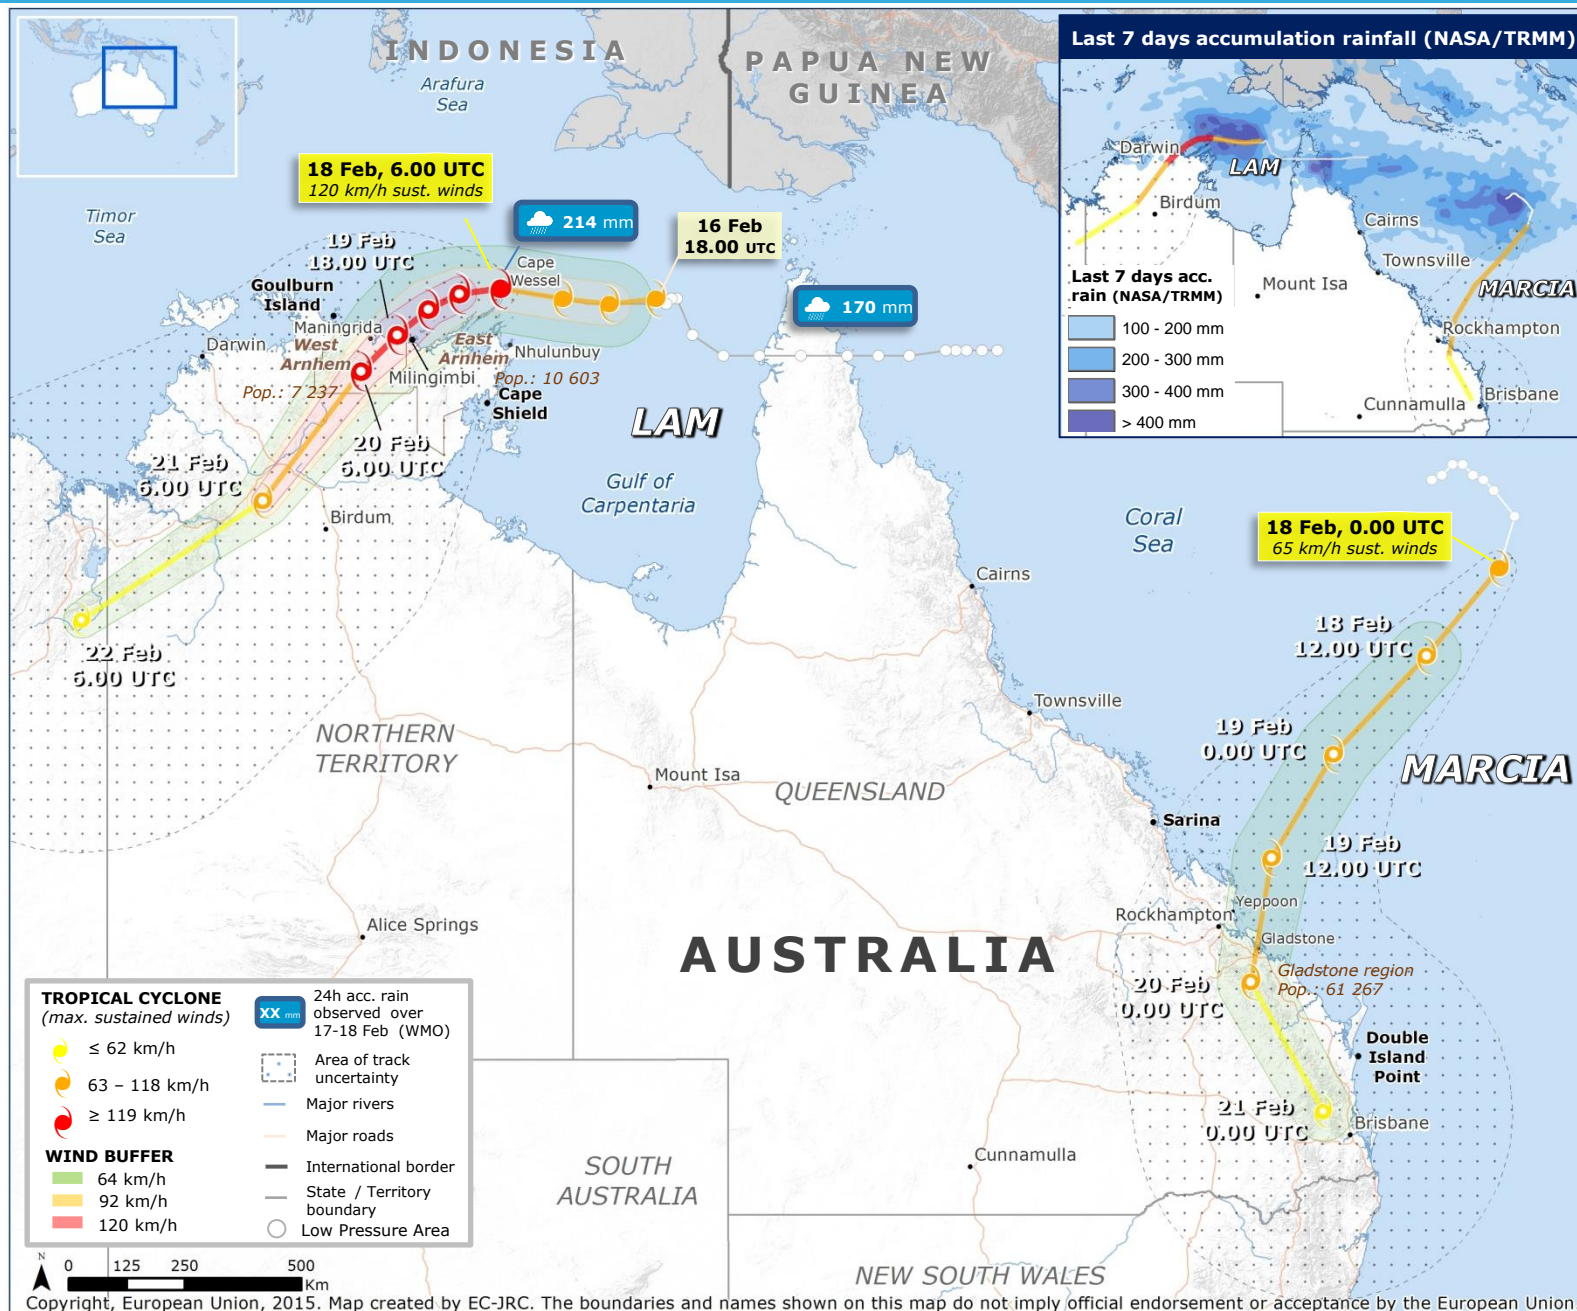 INDONESIA
PAPUA NEW
GUINEA
Arafura
Sea
Timor
Sea
18 Feb, 6.00 UTC
120 km/h sust. winds
214 mm
16 Feb
18.00 UTC
170 mm
19 Feb
18.00 UTC
Cape
Wessel
Goulburn
Island
Maningrida
Darwin
West
Arnhem
Pop.: 7 237
East
Arnhem
Pop.: 10 603
Nhulunbuy
Milingimbi
Cape
Shield
LAM
20 Feb
6.00 UTC
21 Feb
6.00 UTC
Gulf of
Carpentaria
Birdum
22 Feb
6.00 UTC
Last 7 days accumulation rainfall (NASA/TRMM)
Darwin
LAM
Birdum
Cairns
Townsville
Mount Isa
MARCIA
Rockhampton
Brisbane
Cunnamulla
Last 7 days acc.
rain (NASA/TRMM)
100 - 200 mm
200 - 300 mm
300 - 400 mm
> 400 mm
Coral
Sea
18 Feb, 0.00 UTC
65 km/h sust. winds
Cairns
18 Feb
12.00 UTC
Townsville
19 Feb
0.00 UTC
MARCIA
NORTHERN
TERRITORY
Mount Isa
QUEENSLAND
Sarina
19 Feb
12.00 UTC
Yeppoon
Rockhampton
Alice Springs
AUSTRALIA
Gladstone
Gladstone region
Pop.: 61 267
20 Feb
0.00 UTC
Double
Island
Point
21 Feb
0.00 UTC
Brisbane
Cunnamulla
SOUTH
AUSTRALIA
NEW SOUTH WALES
TROPICAL CYCLONE
(max. sustained winds)
≤ 62 km/h
63 – 118 km/h
≥ 119 km/h
WIND BUFFER
64 km/h
92 km/h
120 km/h
XX mm
24h acc. rain
observed over
17-18 Feb (WMO)
Area of track
uncertainty
Major rivers
Major roads
International border
State / Territory
boundary
Low Pressure Area
N
0 125 250 500
Km
Copyright, European Union, 2015. Map created by EC-JRC. The boundaries and names shown on this map do not imply official endorsement or acceptance by the European Union